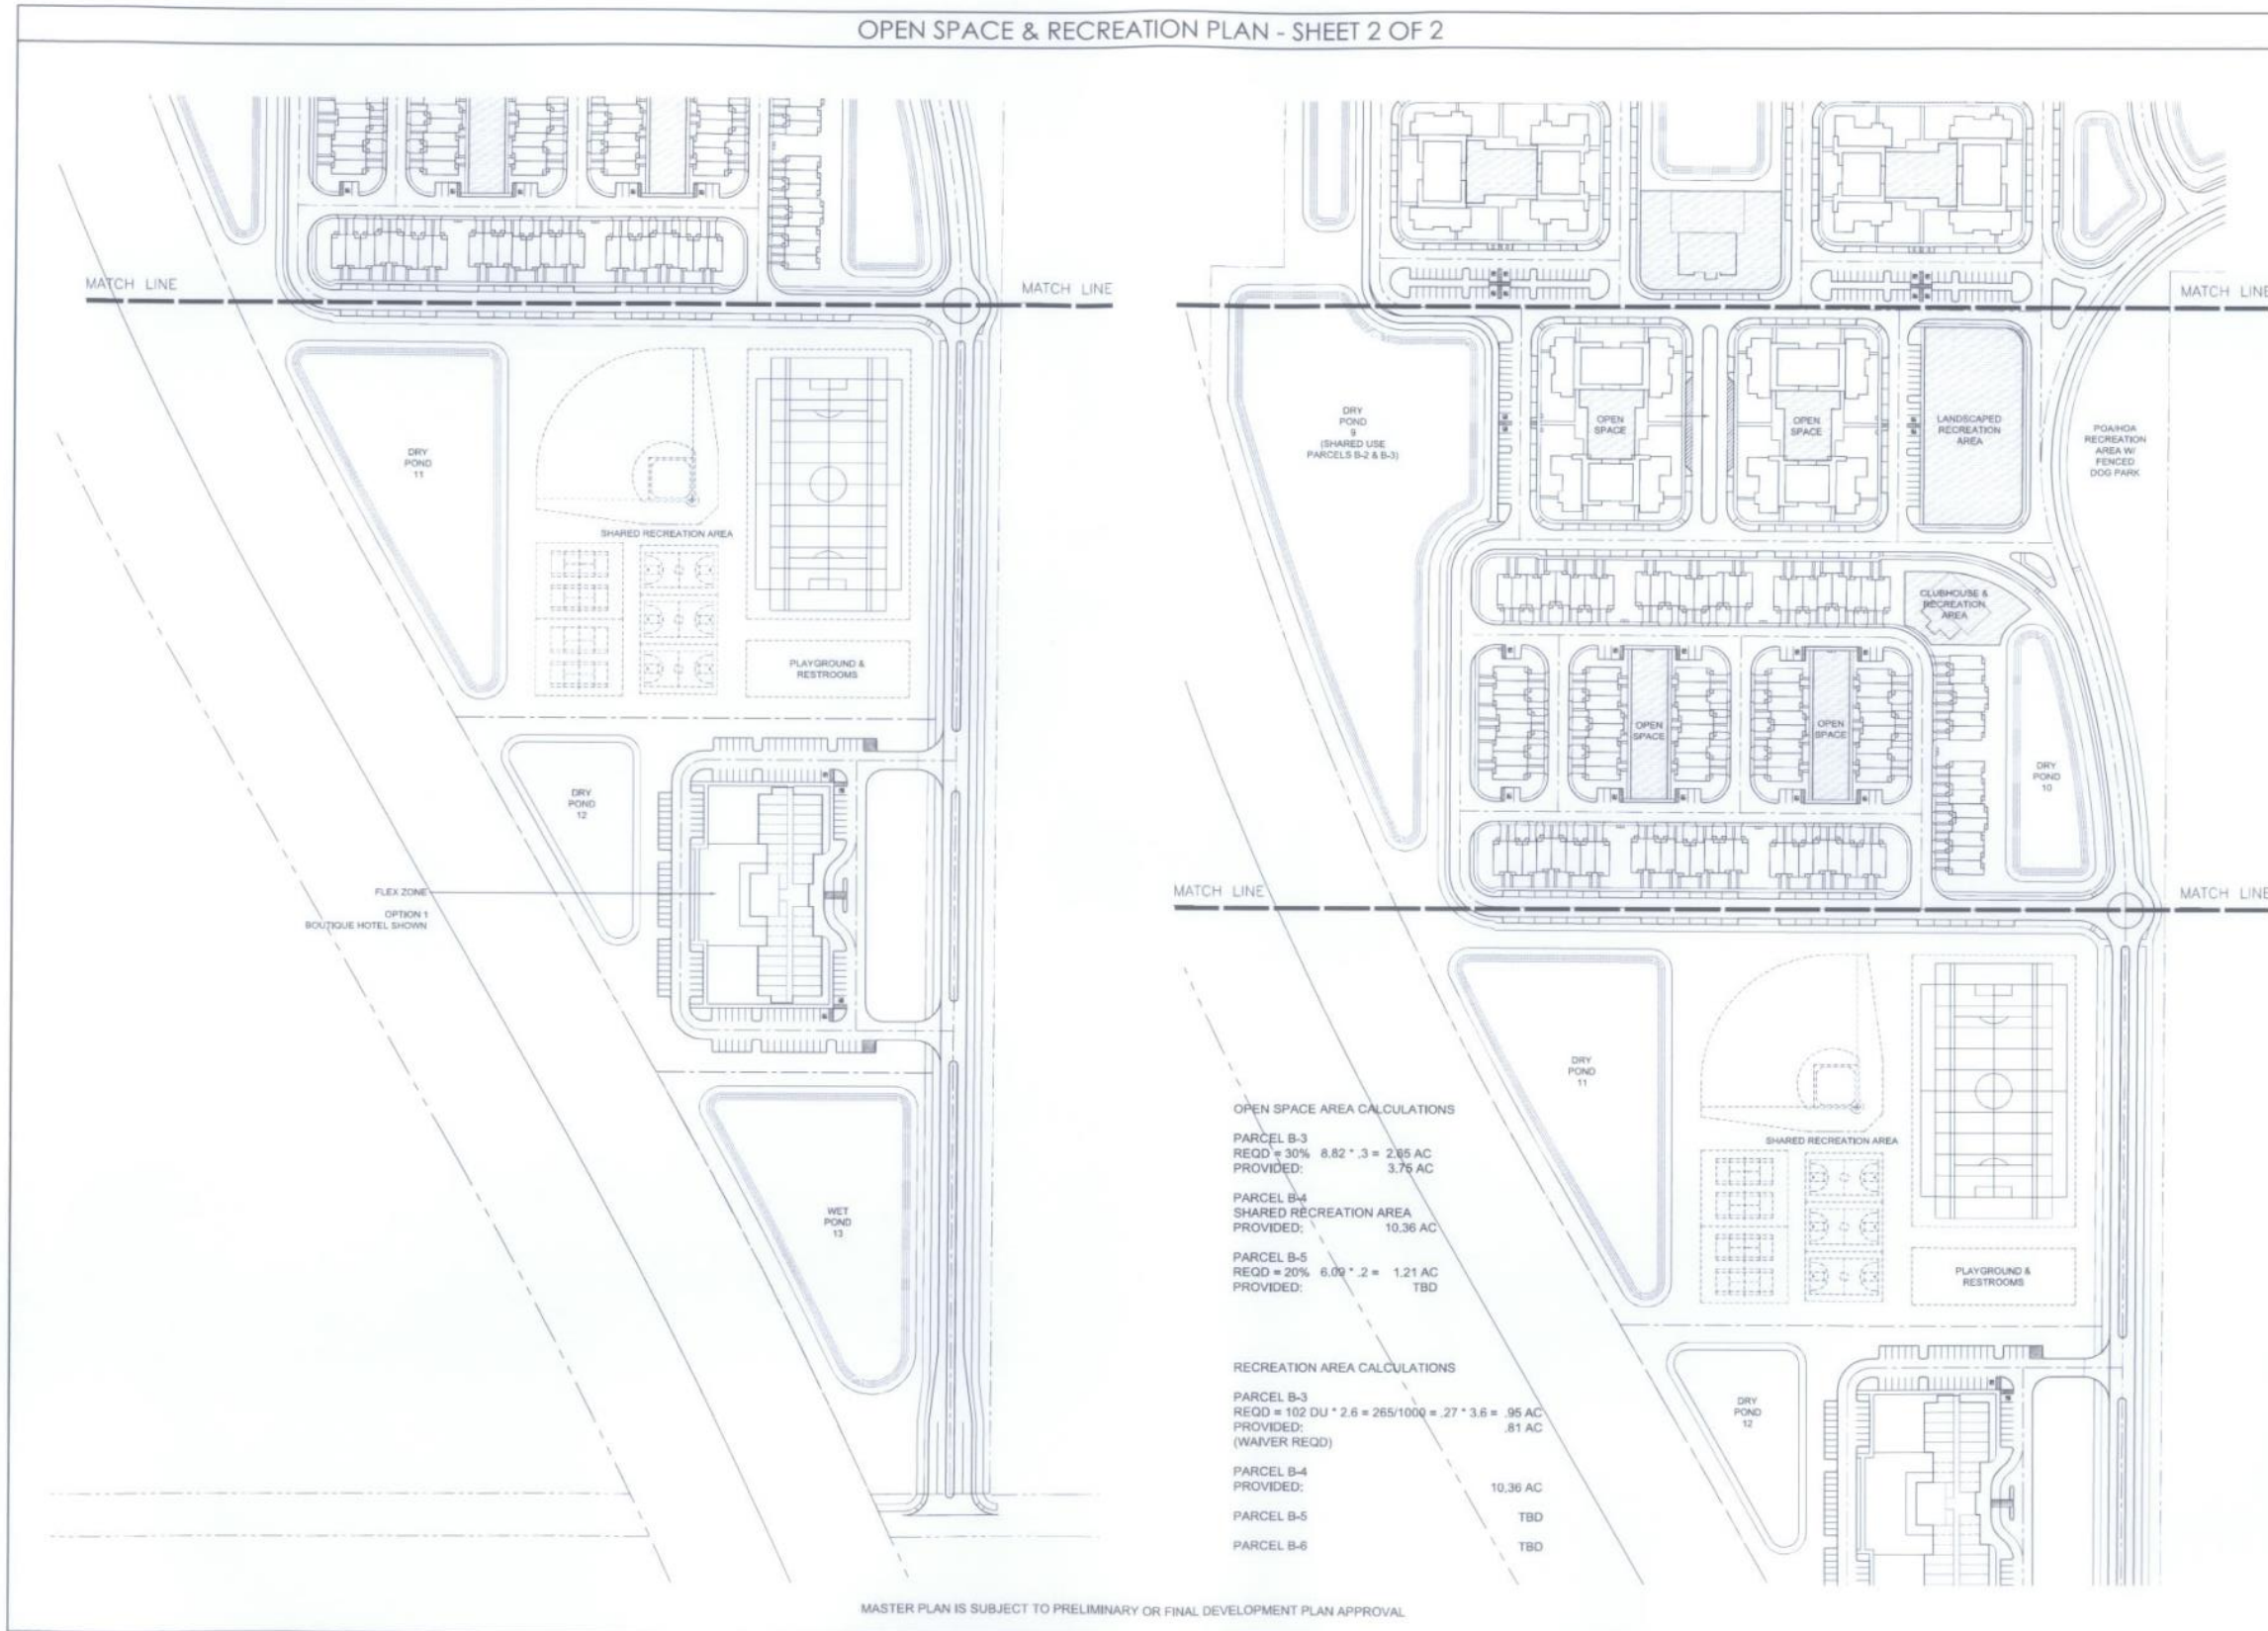 OPEN SPACE & RECREATION PLAN - SHEET 2 OF 2
MATCH LINE
MATCH LINE
DRY
POND
11
SHARED RECREATION AREA
PLAYGROUND &
RESTROOMS
DRY
POND
12
FLEX ZONE
OPTION 1
BOUTIQUE HOTEL SHOWN
WET
POND
13
MATCH LINE
DRY
POND
9
(SHARED USE
PARCELS B-2 & B-3)
OPEN
SPACE
OPEN
SPACE
LANDSCAPED
RECREATION
AREA
POA/HOA
RECREATION
AREA W/
FENCED
DOG PARK
CLUBHOUSE &
RECREATION
AREA
OPEN
SPACE
OPEN
SPACE
DRY
POND
10
MATCH LINE
MATCH LINE
DRY
POND
11
SHARED RECREATION AREA
PLAYGROUND &
RESTROOMS
DRY
POND
12
OPEN SPACE AREA CALCULATIONS
PARCEL B-3
REQD = 30% 8.82 * .3 = 2.65 AC
PROVIDED: 3.75 AC
PARCEL B-4
SHARED RECREATION AREA
PROVIDED: 10.36 AC
PARCEL B-5
REQD = 20% 6.09 * .2 = 1.21 AC
PROVIDED: TBD
RECREATION AREA CALCULATIONS
PARCEL B-3
REQD = 102 DU * 2.6 = 265/1000 = .27 * 3.6 = .95 AC
PROVIDED: .81 AC
(WAIVER REQD)
PARCEL B-4
PROVIDED: 10.36 AC
PARCEL B-5 TBD
PARCEL B-6 TBD
MASTER PLAN IS SUBJECT TO PRELIMINARY OR FINAL DEVELOPMENT PLAN APPROVAL